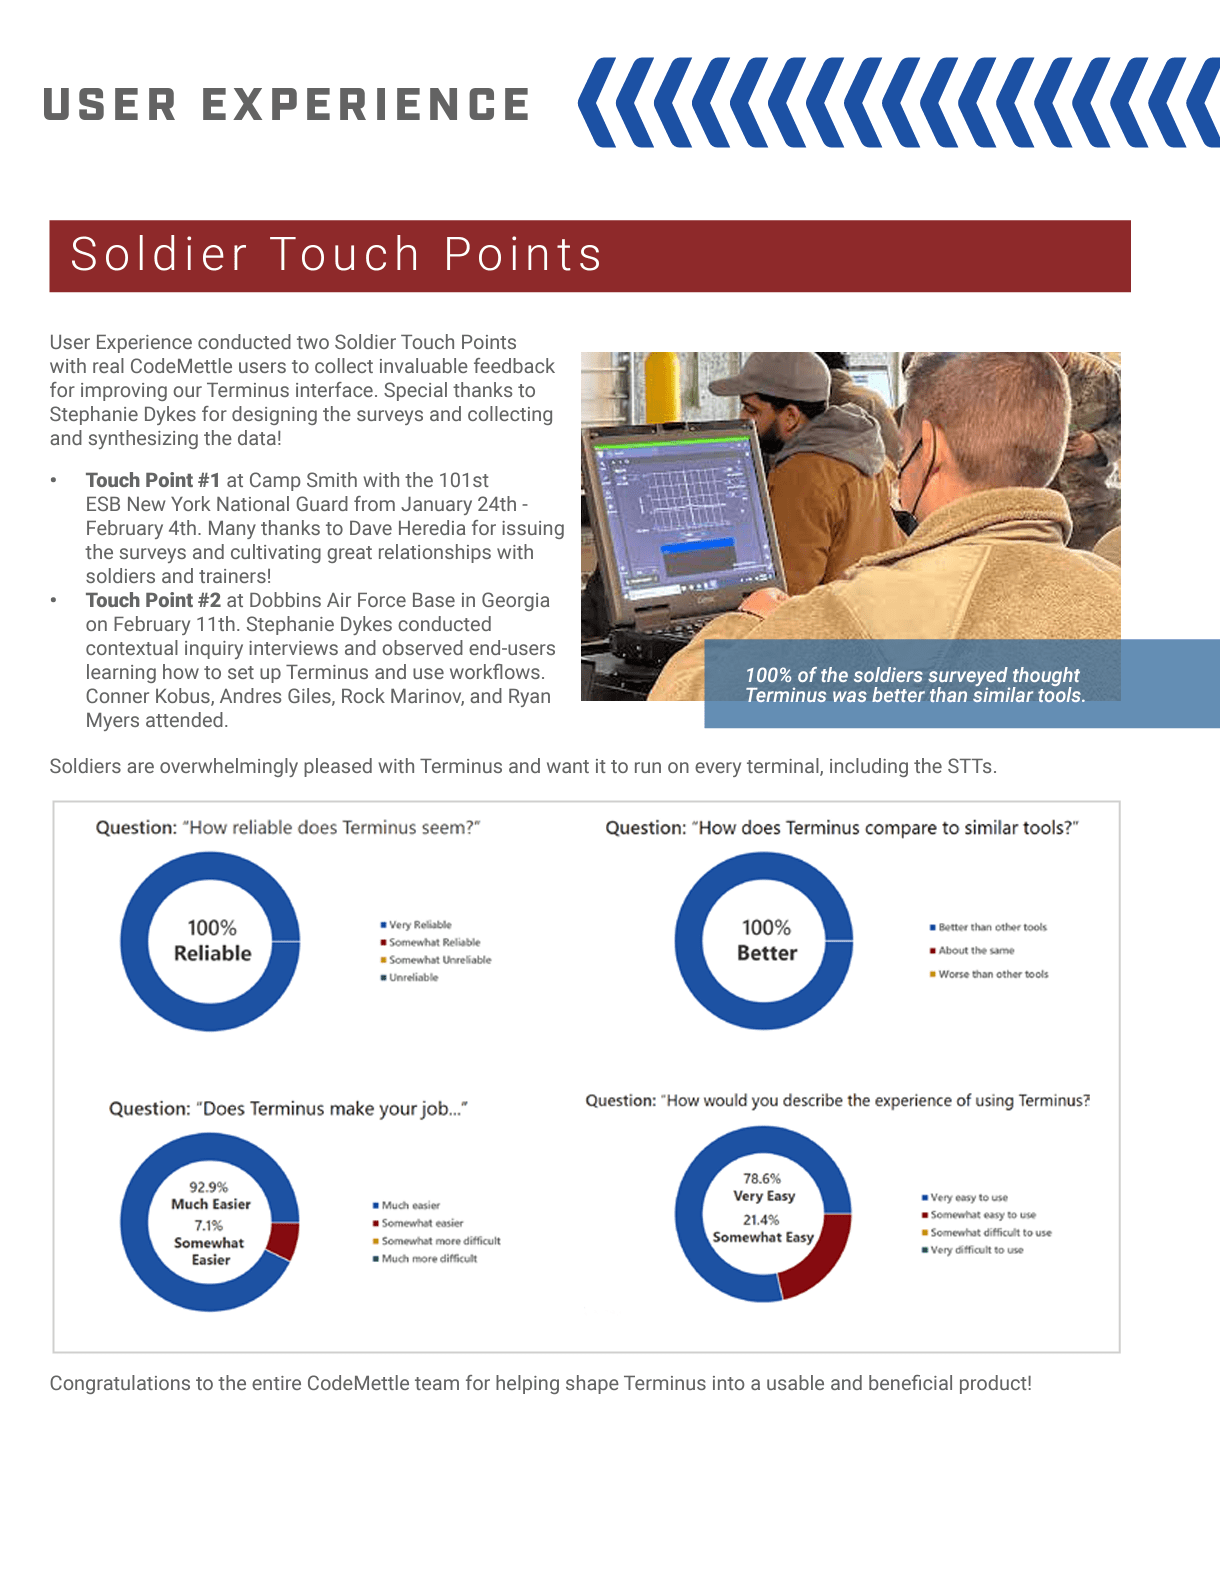 USER EXPERIENCE
Soldier Touch Points
User Experience conducted two Soldier Touch Points
with real CodeMettle users to collect invaluable feedback
for improving our Terminus interface. Special thanks to
Stephanie Dykes for designing the surveys and collecting
and synthesizing the data!
• Touch Point #1 at Camp Smith with the 101st
ESB New York National Guard from January 24th -
February 4th. Many thanks to Dave Heredia for issuing
the surveys and cultivating great relationships with
soldiers and trainers!
• Touch Point #2 at Dobbins Air Force Base in Georgia
on February 11th. Stephanie Dykes conducted
contextual inquiry interviews and observed end-users
learning how to set up Terminus and use workflows.
Conner Kobus, Andres Giles, Rock Marinov, and Ryan
Myers attended.
100% of the soldiers surveyed thought
Terminus was better than similar tools.
Soldiers are overwhelmingly pleased with Terminus and want it to run on every terminal, including the STTs.
Question: "How reliable does Terminus seem?"
100%
Reliable
Very Reliable
Somewhat Reliable
Somewhat Unreliable
Unreliable
Question: "How does Terminus compare to similar tools?"
100%
Better
Better than other tools
About the same
Worse than other tools
Question: "Does Terminus make your job..."
92.9%
Much Easier
7.1%
Somewhat
Easier
Much easier
Somewhat easier
Somewhat more difficult
Much more difficult
Question: "How would you describe the experience of using Terminus?
78.6%
Very Easy
21.4%
Somewhat Easy
Very easy to use
Somewhat easy to use
Somewhat difficult to use
Very difficult to use
Congratulations to the entire CodeMettle team for helping shape Terminus into a usable and beneficial product!